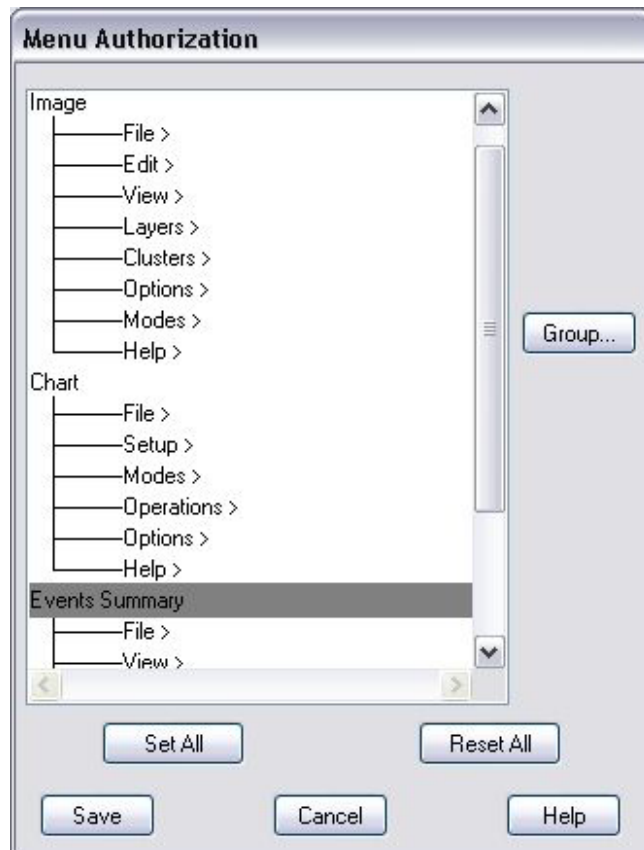 Menu Authorization
Image
File >
Edit >
View >
Layers >
Clusters >
Options >
Modes >
Help >
Chart
File >
Setup >
Modes >
Operations >
Options >
Help >
Events Summary
File >
View >
Group...
Set All
Reset All
Save
Cancel
Help